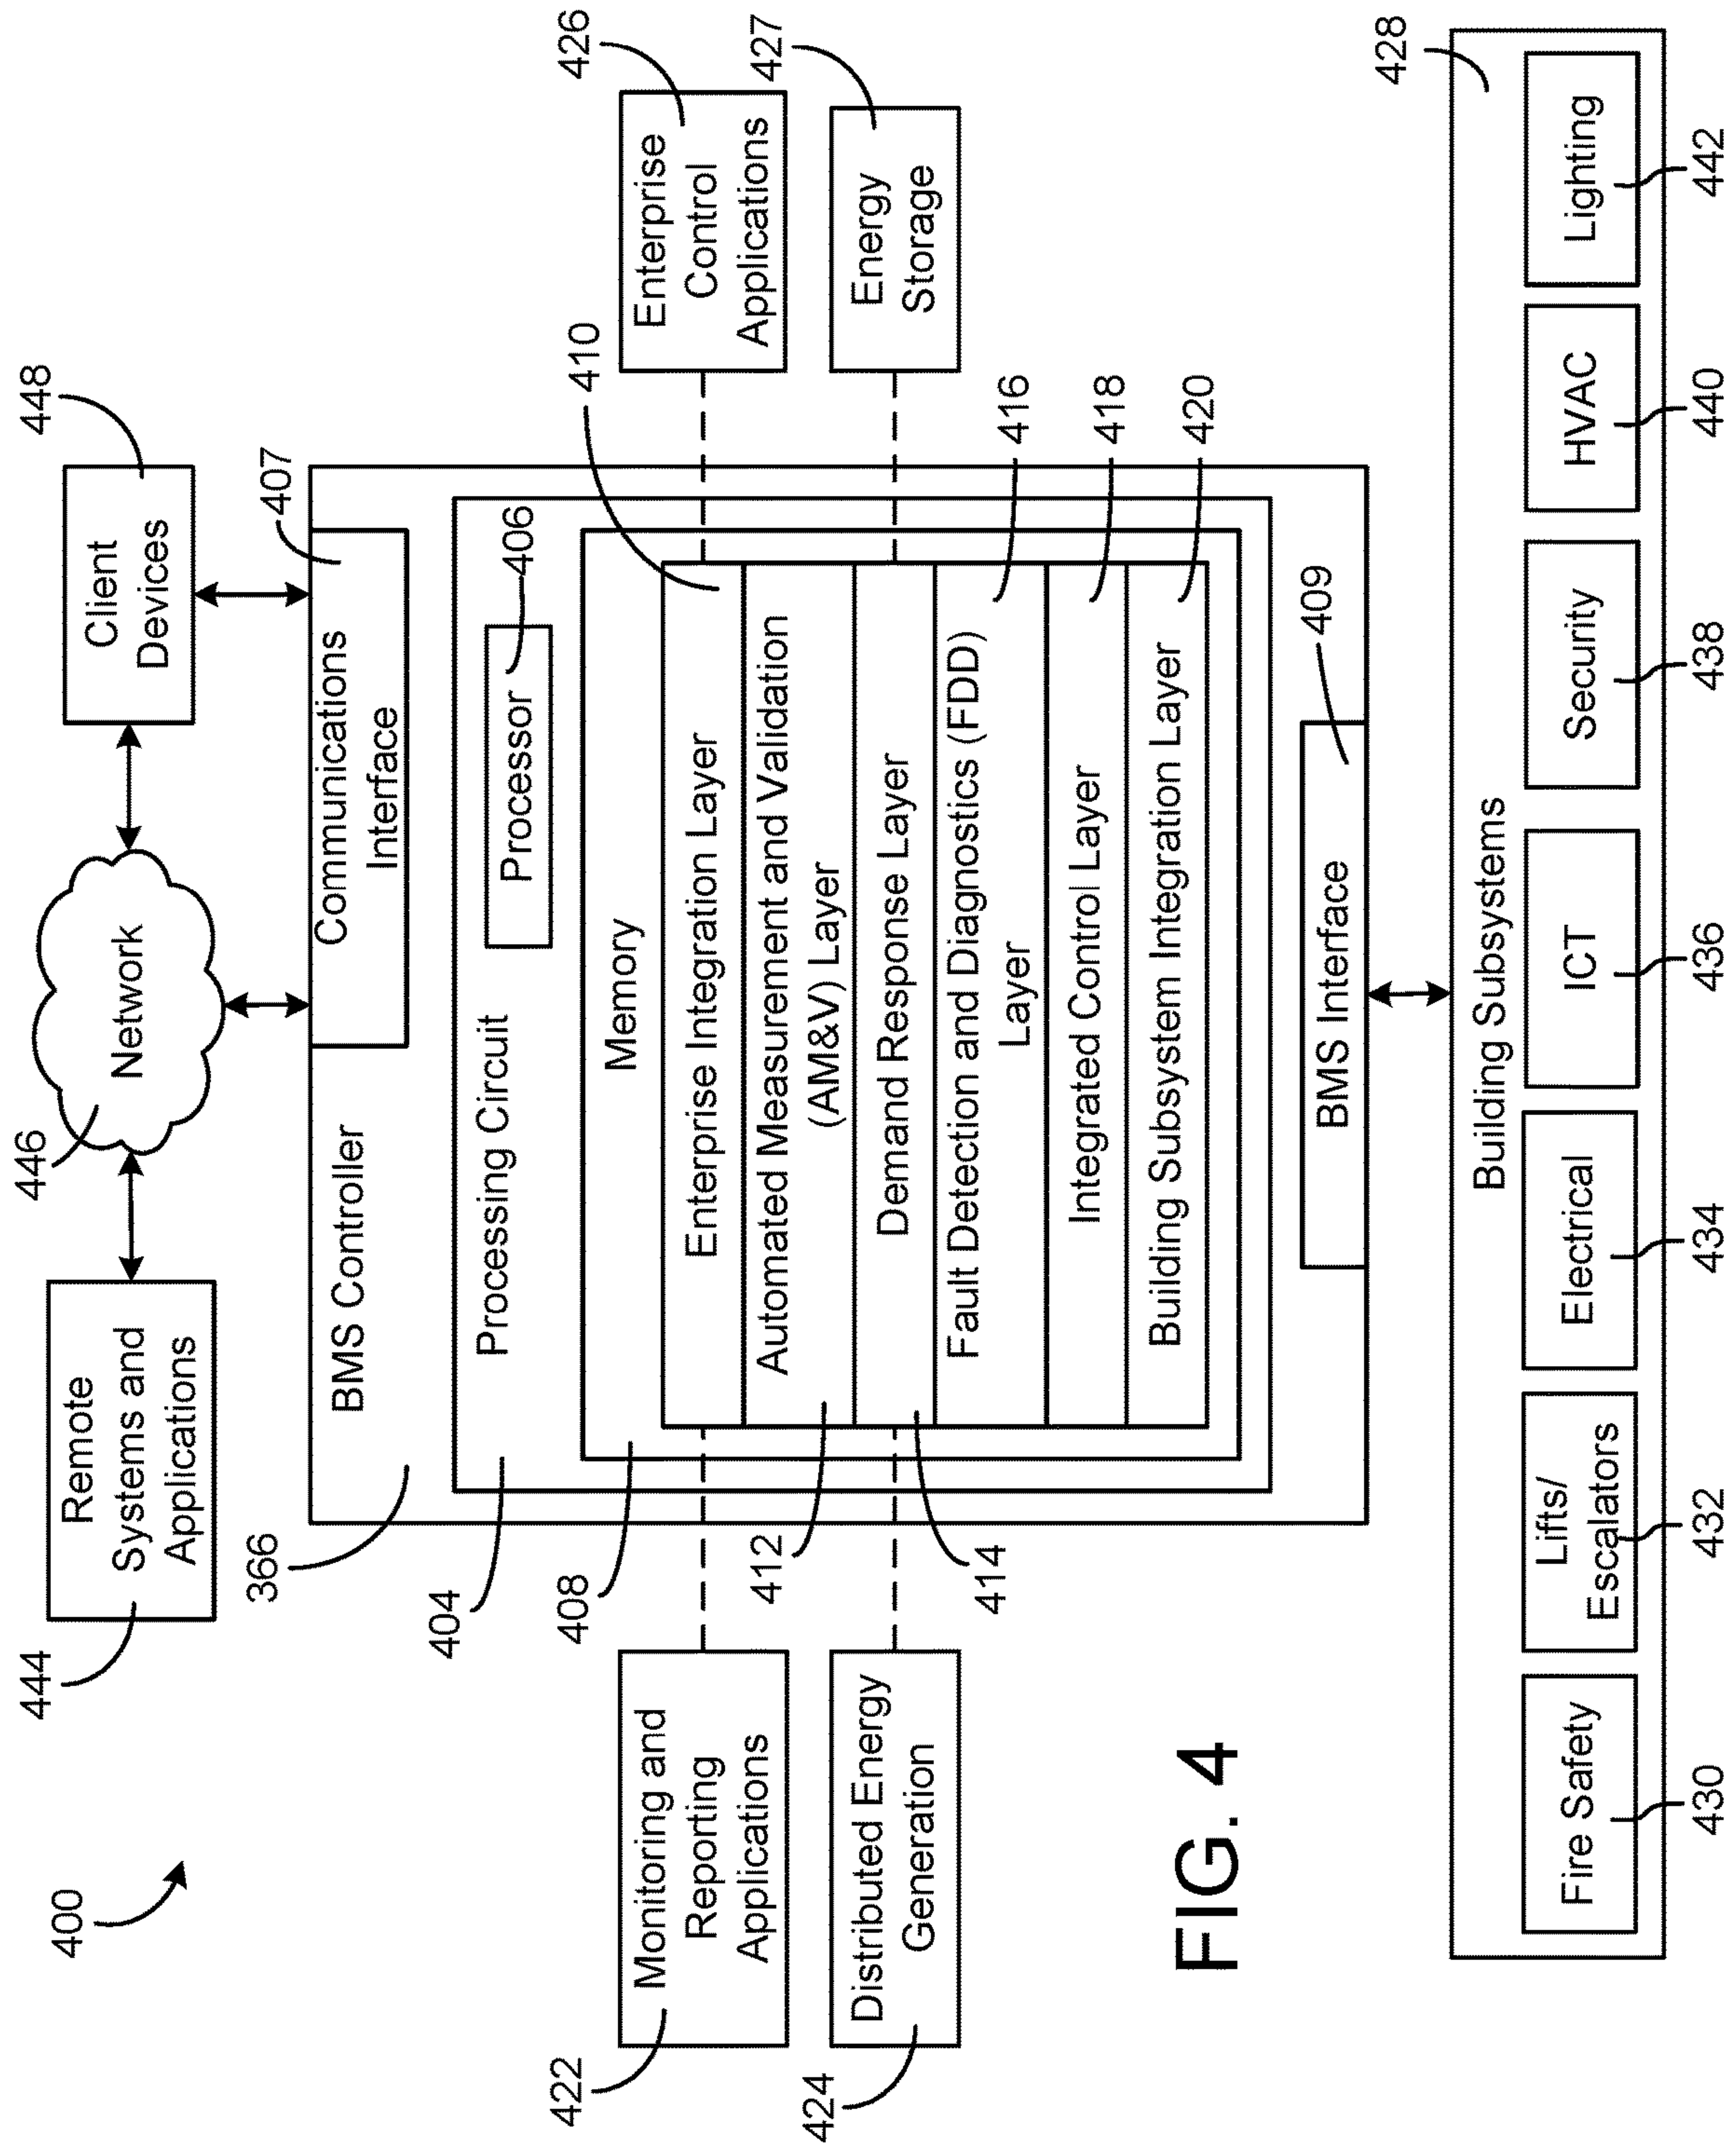 400
444
Remote
Systems and
Applications
446
Network
448
Client
Devices
366
BMS Controller
407
Communications
Interface
404
Processing Circuit
406
Processor
408
Memory
410
Enterprise Integration Layer
412
Automated Measurement and Validation
(AM&V) Layer
414
Demand Response Layer
416
Fault Detection and Diagnostics (FDD)
Layer
418
Integrated Control Layer
420
Building Subsystem Integration Layer
409
BMS Interface
422
Monitoring and
Reporting
Applications
424
Distributed Energy
Generation
426
Enterprise
Control
Applications
427
Energy
Storage
428
Building Subsystems
Fire Safety
Lifts/
Escalators
Electrical
ICT
Security
HVAC
Lighting
430
432
434
436
438
440
442
FIG. 4